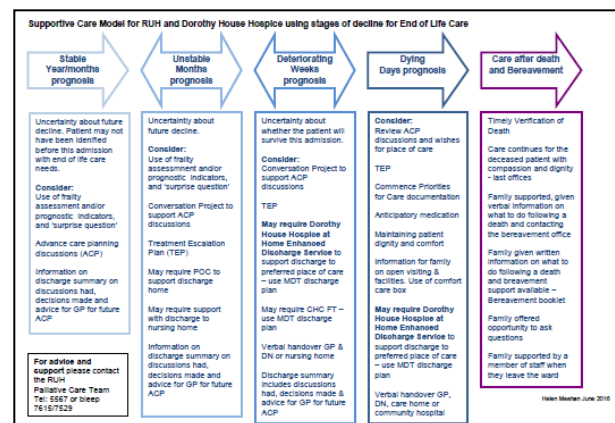 Supportive Care Model for RUH and Dorothy House Hospice using stages of decline for End of Life Care
Stable
Year/months
prognosis
Uncertainty about future
decline. Patient may not
have been idenified
before this admission
with end of life care
needs.
Consider:
Use of frailty
assessment and/or
prognostic indicators,
and 'surprise question'
Advance care planning
discussions (ACP)
Information on
discharge summary on
discussions had,
decisions made and
advice for GP for future
ACP
For advice and
support please contact
the RUH
Palliative Care Team
Tel: 5567 or bleep
7615/7529
Unstable
Months
prognosis
Uncertainty about
future decline.
Consider:
Use of frailty
assessmnent and/or
prognostic indicators,
and 'surprise question'
Conversation Project to
support ACP
discussions
Treatment Escalation
Plan (TEP)
May require POC to
support discharge
home
May require support
with discharge to
nursing home
Information on
discharge summary on
discussions had,
decisions made and
advice for GP for future
ACP
Deteriorating
Weeks
prognosis
Uncertainty about
whether the patient will
survive this admission.
Consider:
Conversation Project to
support ACP
discussions
TEP
May require Dorothy
House Hospice at
Home Enhanced
Discharge Service to
support discharge to
preferred place of care
– use MDT discharge
plan
May require CHC FT –
use MDT discharge
plan
Verbal handover GP &
DN or nursing home
Discharge summary
includes discussions
had, decisions made &
advice for GP for future
ACP
Dying
Days prognosis
Consider:
Review ACP
discussions and wishes
for place of care
TEP
Commence Priorities
for Care documentation
Anticipatory medication
Maintaining patient
dignity and comfort
Information for family
on open visiting &
facilities. Use of comfort
care box
May require Dorothy
House Hospice at
Home Enhanced
Discharge Service to
support discharge to
preferred place of care
– use MDT discharge
plan
Verbal handover GP,
DN, care home or
community hospital
Care after death
and Bereavement
Timely Verification of
Death
Care continues for the
deceased patient with
compassion and dignity
- last offices
Family supported, given
verbal information on
what to do following a
death and contacting
the bereavement office
Family given written
information on what to
do following a death
and breavement
support available –
Bereavement booklet
Family offered
opportunity to ask
questions
Family supported by a
member of staff when
they leave the ward
Helen Meehan June 2016